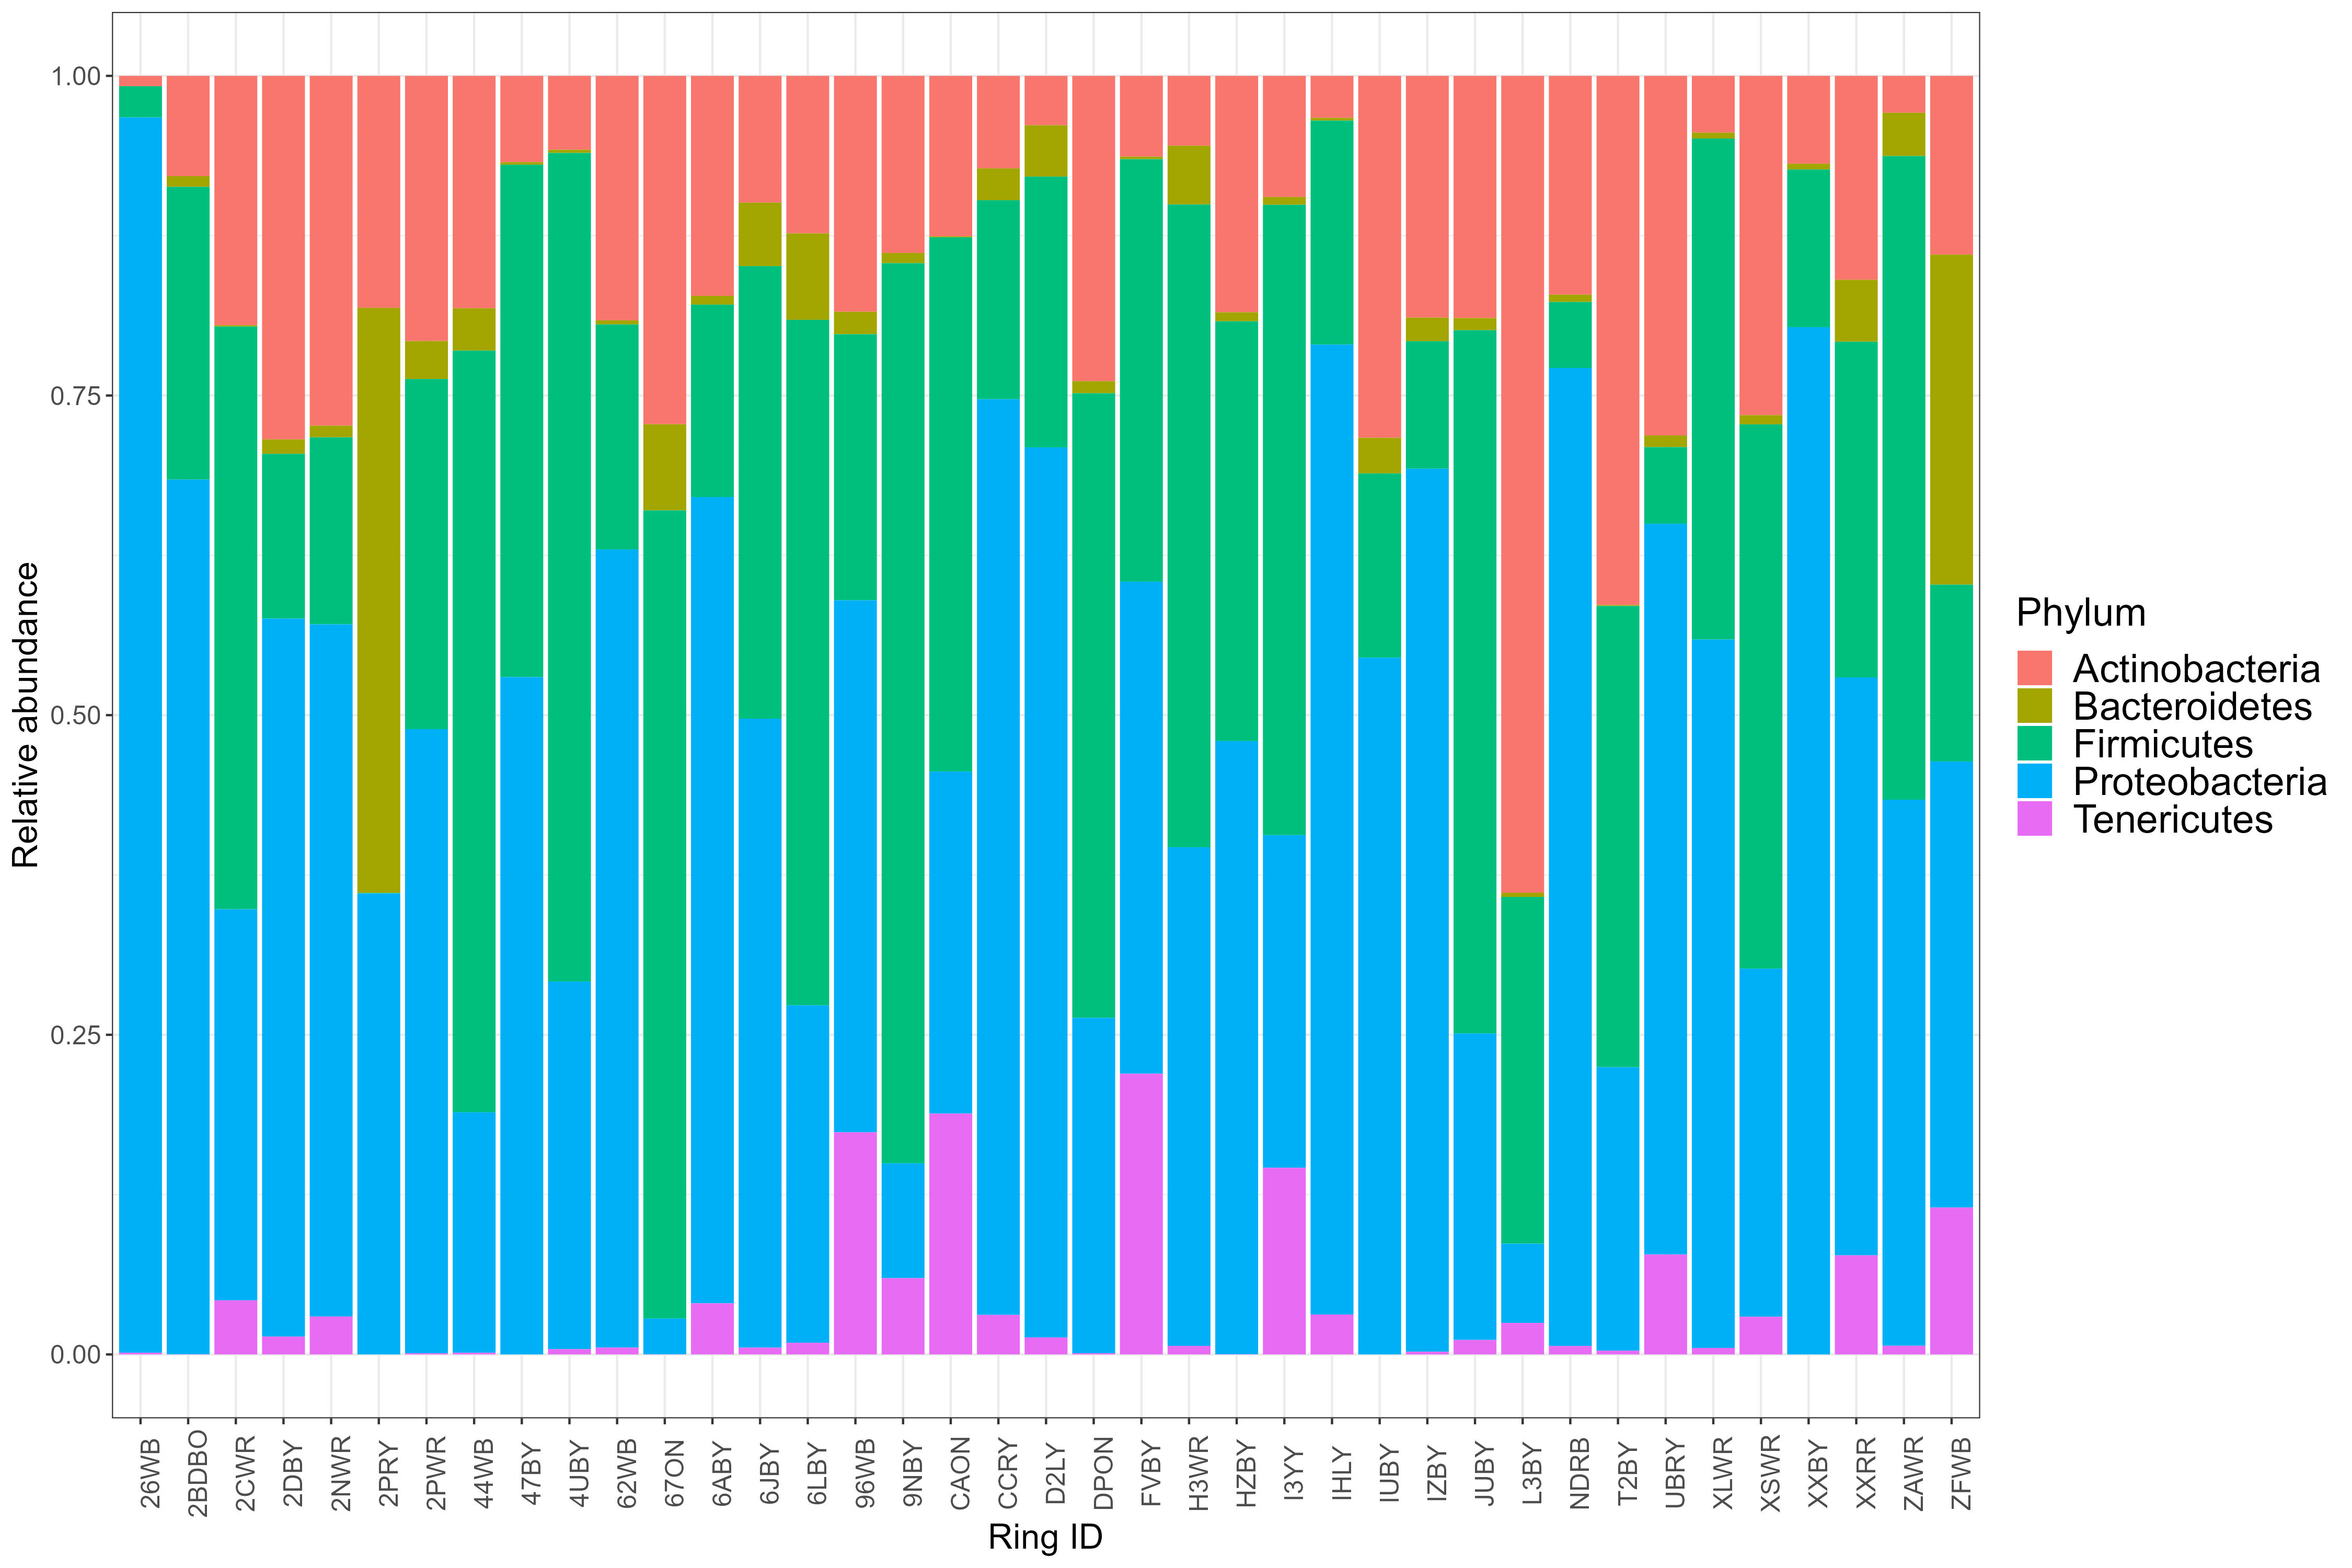 1.00
0.75
0.50
0.25
0.00
Relative abundance
26WB
2BDBO
2CWR
2DBY
2NWR
2PRY
2PWR
44WB
47BY
4UBY
62WB
67ON
6ABY
6JBY
6LBY
96WB
9NBY
CAON
CCRY
D2LY
DPON
FVBY
H3WR
HZBY
I3YY
IHLY
IUBY
IZBY
JUBY
L3BY
NDRB
T2BY
UBRY
XLWR
XSWR
XXBY
XXRR
ZAWR
ZFWB
Ring ID
Phylum
Actinobacteria
Bacteroidetes
Firmicutes
Proteobacteria
Tenericutes